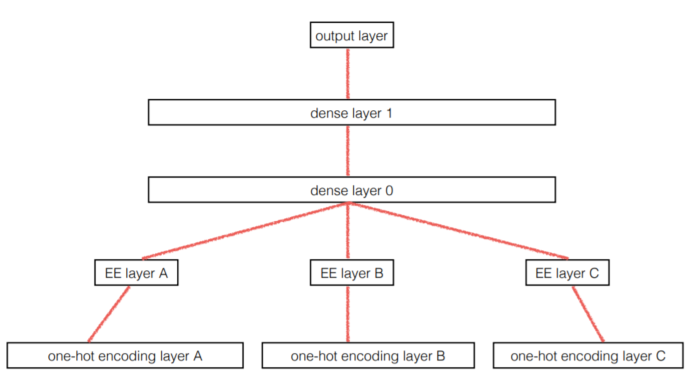 output layer
dense layer 1
dense layer 0
EE layer A
EE layer B
EE layer C
one-hot encoding layer A
one-hot encoding layer B
one-hot encoding layer C